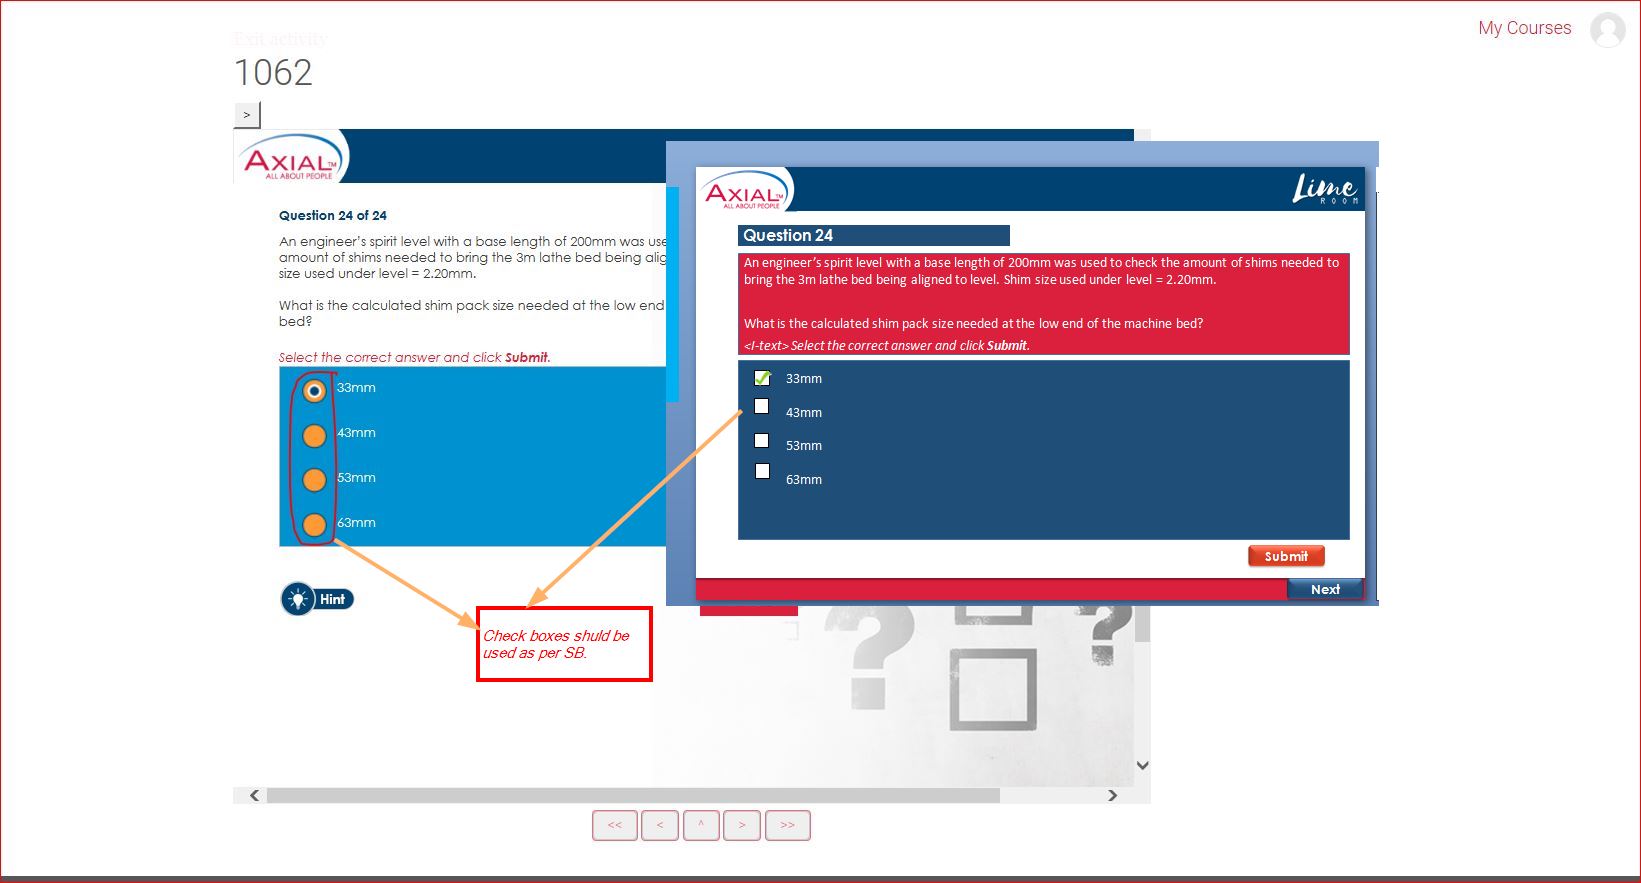 My Courses
Exit activity
1062
>
AXIAL™
ALL ABOUT PEOPLE
Question 24 of 24
An engineer's spirit level with a base length of 200mm was use
amount of shims needed to bring the 3m lathe bed being alig
size used under level = 2.20mm.
What is the calculated shim pack size needed at the low end
bed?
Select the correct answer and click Submit.
33mm
43mm
53mm
63mm
Hint
AXIAL™
ALL ABOUT PEOPLE
Lime
ROOM
Question 24
An engineer's spirit level with a base length of 200mm was used to check the amount of shims needed to
bring the 3m lathe bed being aligned to level. Shim size used under level = 2.20mm.
What is the calculated shim pack size needed at the low end of the machine bed?
<I-text> Select the correct answer and click Submit.
33mm
43mm
53mm
63mm
Submit
Next
Check boxes shuld be
used as per SB.
<< < ^ > >>